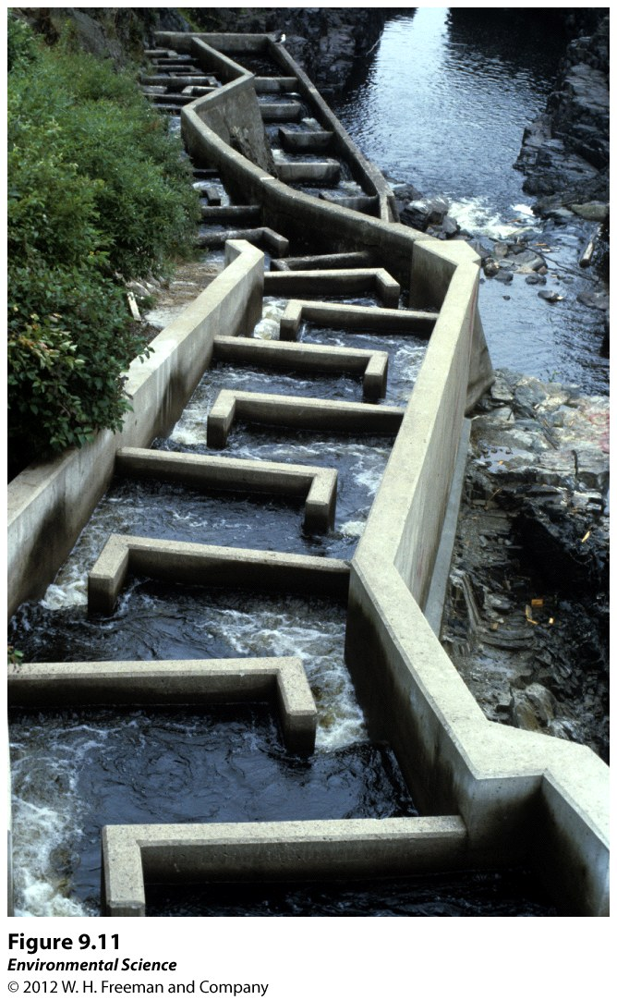 Figure 9.11
Environmental Science
© 2012 W. H. Freeman and Company